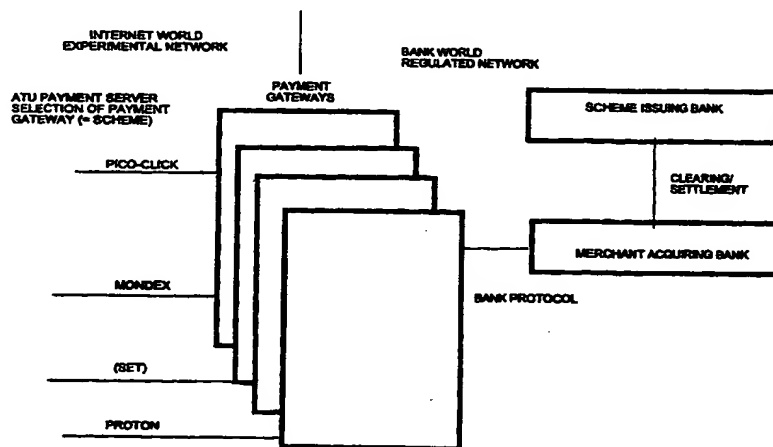 INTERNET WORLD
EXPERIMENTAL NETWORK
BANK WORLD
REGULATED NETWORK
PAYMENT
GATEWAYS
ATU PAYMENT SERVER
SELECTION OF PAYMENT
GATEWAY (= SCHEME)
SCHEME ISSUING BANK
PICO-CLICK
CLEARING/
SETTLEMENT
MERCHANT ACQUIRING BANK
MONDEX
BANK PROTOCOL
(SET)
PROTON